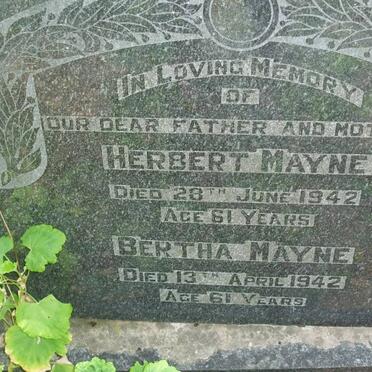 IN LOVING MEMORY
OF
OUR DEAR FATHER AND MOT
HERBERT MAYNE
DIED 28TH JUNE 1942
AGE 61 YEARS
BERTHA MAYNE
DIED 13TH APRIL 1942
AGE 61 YEARS